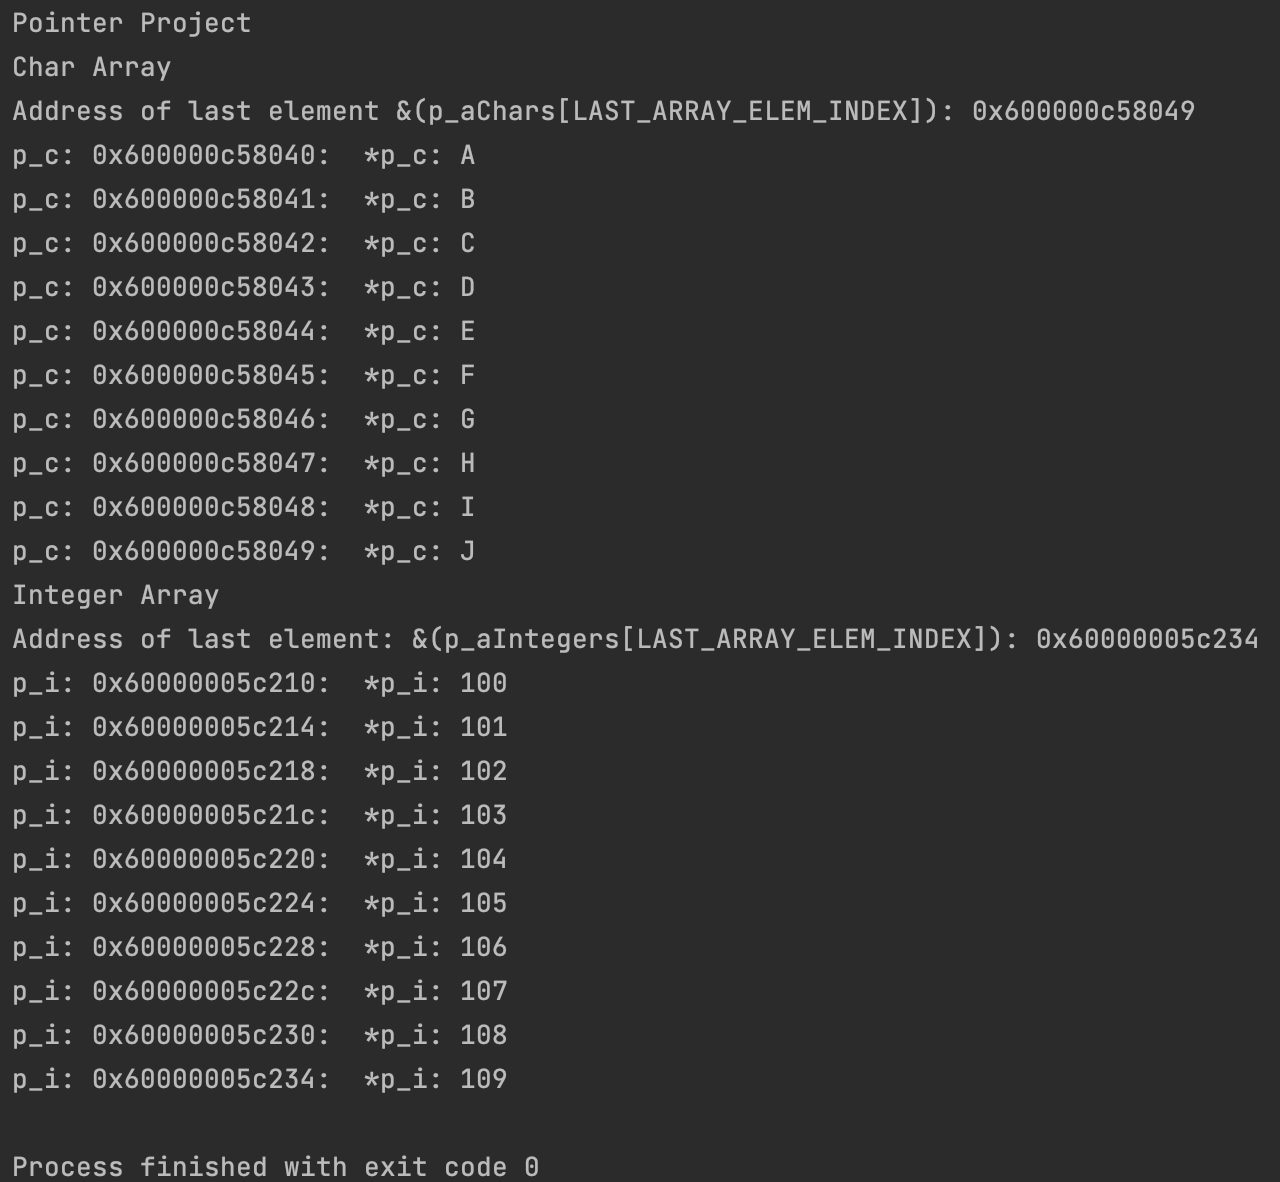 Pointer Project
Char Array
Address of last element &(p_aChars[LAST_ARRAY_ELEM_INDEX]): 0x600000c58049
p_c: 0x600000c58040:  *p_c: A
p_c: 0x600000c58041:  *p_c: B
p_c: 0x600000c58042:  *p_c: C
p_c: 0x600000c58043:  *p_c: D
p_c: 0x600000c58044:  *p_c: E
p_c: 0x600000c58045:  *p_c: F
p_c: 0x600000c58046:  *p_c: G
p_c: 0x600000c58047:  *p_c: H
p_c: 0x600000c58048:  *p_c: I
p_c: 0x600000c58049:  *p_c: J
Integer Array
Address of last element: &(p_aIntegers[LAST_ARRAY_ELEM_INDEX]): 0x60000005c234
p_i: 0x60000005c210:  *p_i: 100
p_i: 0x60000005c214:  *p_i: 101
p_i: 0x60000005c218:  *p_i: 102
p_i: 0x60000005c21c:  *p_i: 103
p_i: 0x60000005c220:  *p_i: 104
p_i: 0x60000005c224:  *p_i: 105
p_i: 0x60000005c228:  *p_i: 106
p_i: 0x60000005c22c:  *p_i: 107
p_i: 0x60000005c230:  *p_i: 108
p_i: 0x60000005c234:  *p_i: 109
Process finished with exit code 0